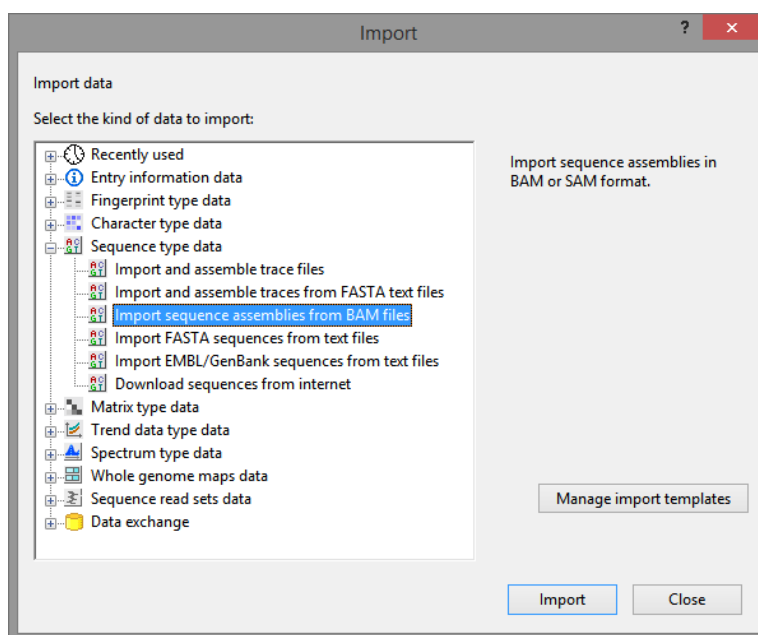 Import
?
×
Import data
Select the kind of data to import:
Recently used
Entry information data
Fingerprint type data
Character type data
Sequence type data
Import and assemble trace files
Import and assemble traces from FASTA text files
Import sequence assemblies from BAM files
Import FASTA sequences from text files
Import EMBL/GenBank sequences from text files
Download sequences from internet
Matrix type data
Trend data type data
Spectrum type data
Whole genome maps data
Sequence read sets data
Data exchange
Import sequence assemblies in
BAM or SAM format.
Manage import templates
Import
Close